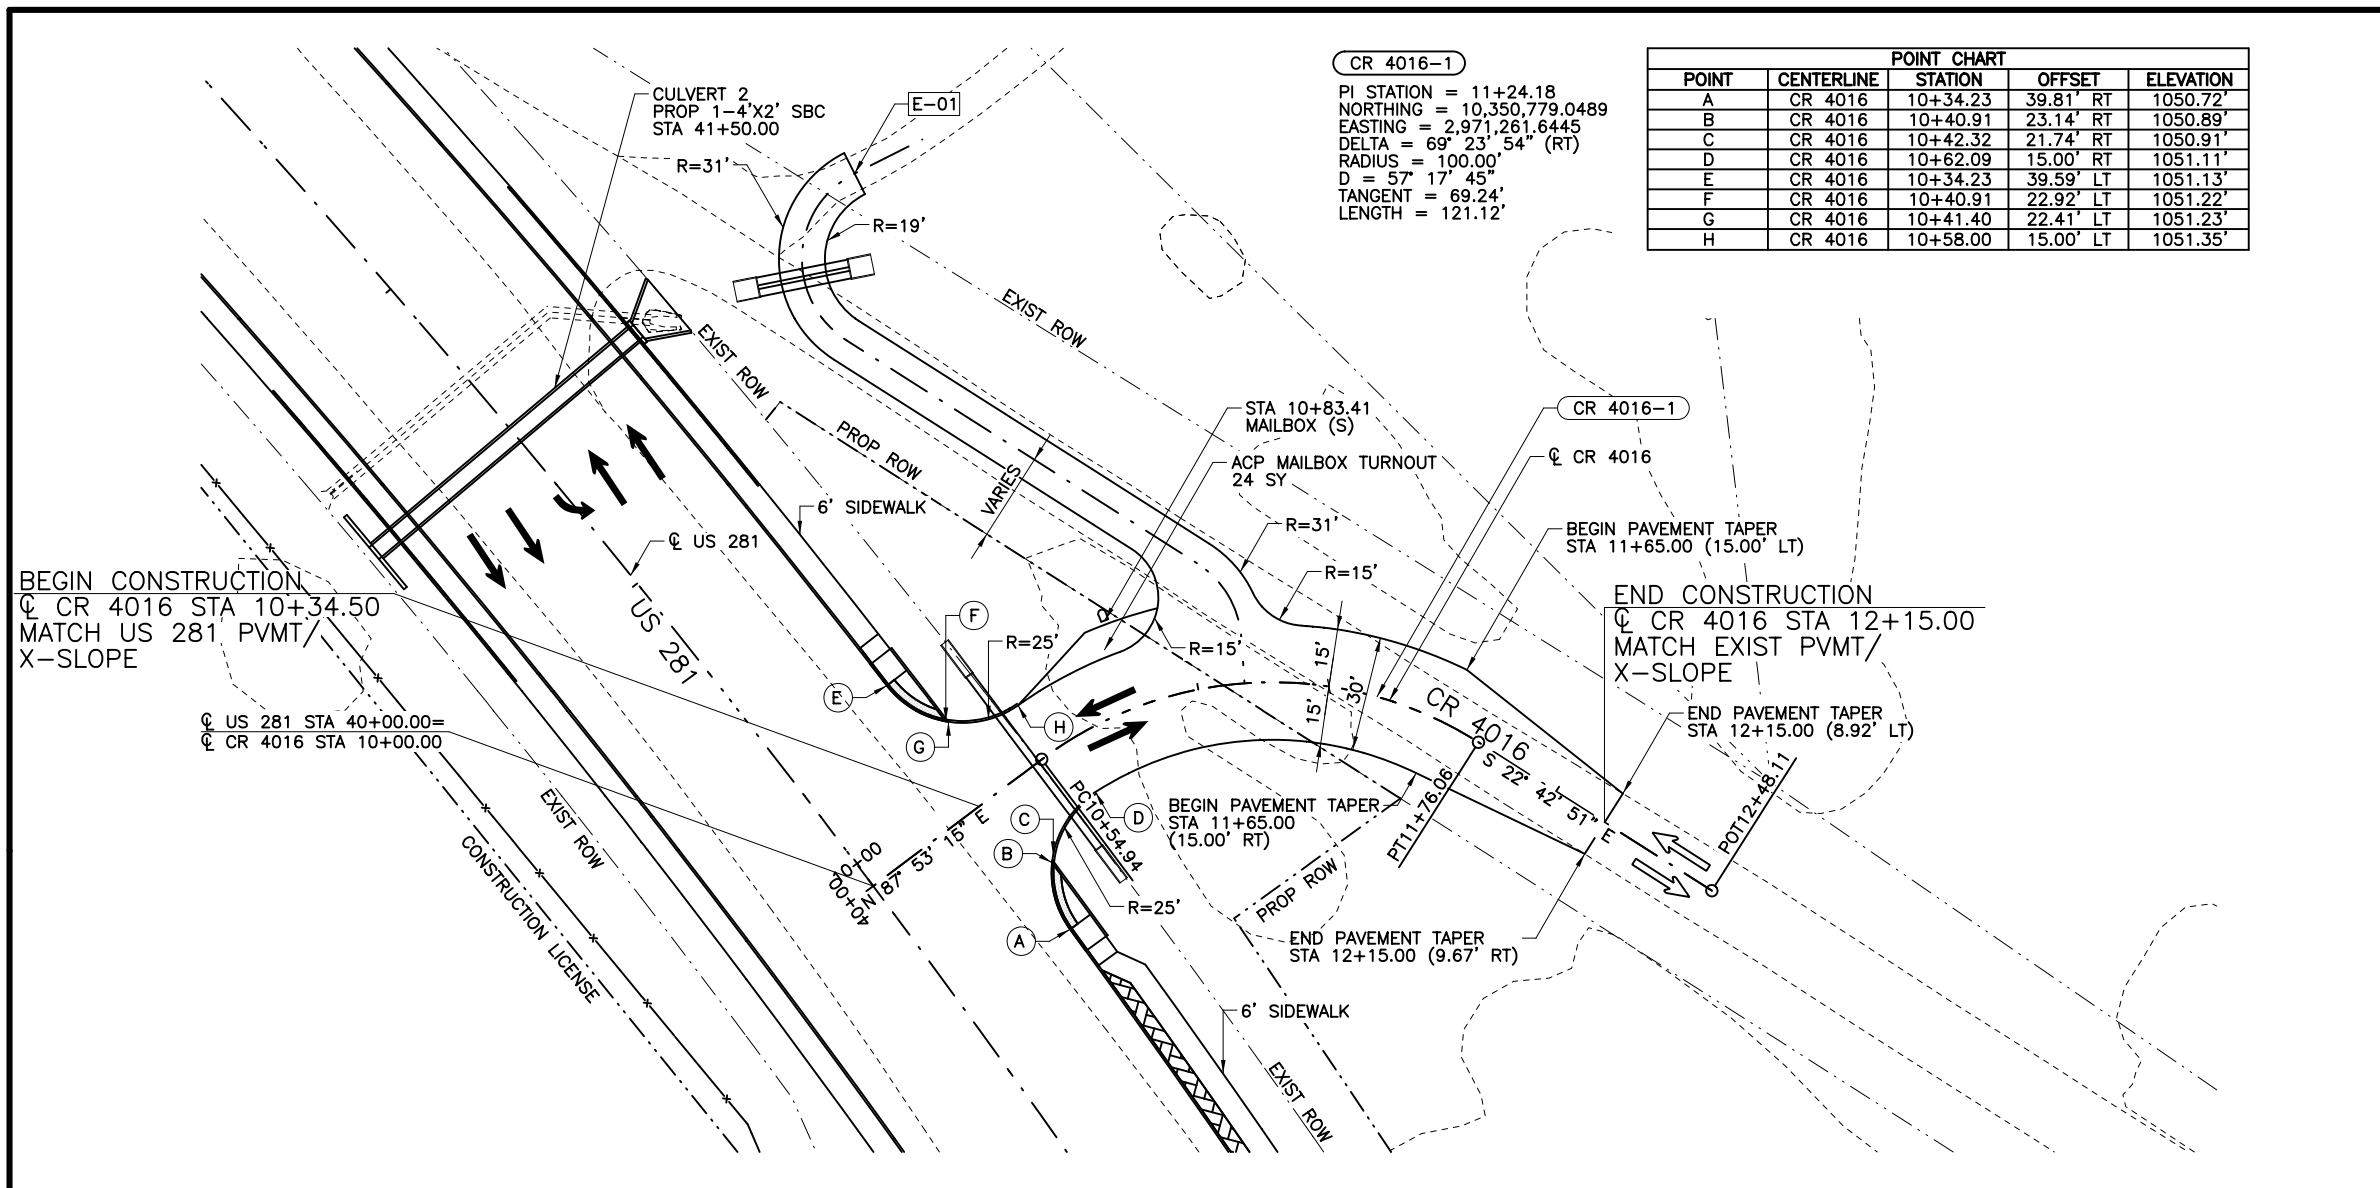 CR 4016-1
PI STATION = 11+24.18
NORTHING = 10,350,779.0489
EASTING = 2,971,261.6445
DELTA = 69° 23' 54" (RT)
RADIUS = 100.00'
D = 57° 17' 45"
TANGENT = 69.24'
LENGTH = 121.12'
POINT CHART
POINT CENTERLINE STATION OFFSET ELEVATION
A CR 4016 10+34.23 39.81' RT 1050.72'
B CR 4016 10+40.91 23.14' RT 1050.89'
C CR 4016 10+42.32 21.74' RT 1050.91'
D CR 4016 10+62.09 15.00' RT 1051.11'
E CR 4016 10+34.23 39.59' LT 1051.13'
F CR 4016 10+40.91 22.92' LT 1051.22'
G CR 4016 10+41.40 22.41' LT 1051.23'
H CR 4016 10+58.00 15.00' LT 1051.35'
CULVERT 2
PROP 1-4'X2' SBC
STA 41+50.00
E-01
R=31'
R=19'
EXIST ROW
EXIST ROW
PROP ROW
VARIES
STA 10+83.41
MAILBOX (S)
ACP MAILBOX TURNOUT
24 SY
CR 4016-1
℄ CR 4016
6' SIDEWALK
℄ US 281
US 281
R=31'
R=15'
BEGIN PAVEMENT TAPER
STA 11+65.00 (15.00' LT)
BEGIN CONSTRUCTION
℄ CR 4016 STA 10+34.50
MATCH US 281 PVMT/
X-SLOPE
END CONSTRUCTION
℄ CR 4016 STA 12+15.00
MATCH EXIST PVMT/
X-SLOPE
F
R=25'
R=15'
15'
15'
30'
E
H
G
CR 4016
END PAVEMENT TAPER
STA 12+15.00 (8.92' LT)
℄ US 281 STA 40+00.00=
℄ CR 4016 STA 10+00.00
S 22° 42' 51" E
PT11+76.06
POT12+48.11
PC10+54.94
BEGIN PAVEMENT TAPER
STA 11+65.00
(15.00' RT)
C
D
B
A
N 87° 53' 15" E
10+00
40+00
R=25'
PROP ROW
EXIST ROW
CONSTRUCTION LICENSE
END PAVEMENT TAPER
STA 12+15.00 (9.67' RT)
6' SIDEWALK
EXIST ROW